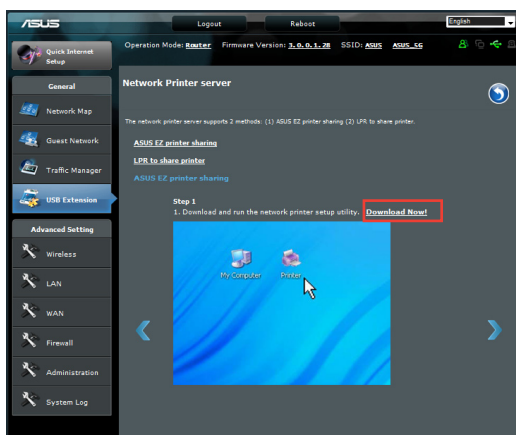 ASUS
Logout
Reboot
English
Quick Internet
Setup
Operation Mode: Router Firmware Version: 3.0.0.1.28 SSID: ASUS ASUS_5G
General
Network Map
Guest Network
Traffic Manager
USB Extension
Advanced Setting
Wireless
LAN
WAN
Firewall
Administration
System Log
Network Printer server
The network printer server supports 2 methods: (1) ASUS EZ printer sharing (2) LPR to share printer.
ASUS EZ printer sharing
LPR to share printer
ASUS EZ printer sharing
Step 1
1. Download and run the network printer setup utility. Download Now!
My Computer
Printer